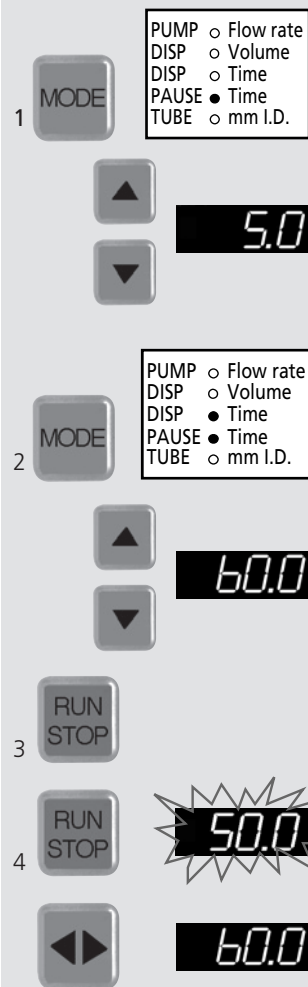 PUMP Flow rate
DISP Volume
DISP Time
PAUSE Time
TUBE mm I.D.
1 MODE
5.0
PUMP Flow rate
DISP Volume
DISP Time
PAUSE Time
TUBE mm I.D.
2 MODE
60.0
RUN
3 STOP
RUN
4 STOP
50.0
60.0